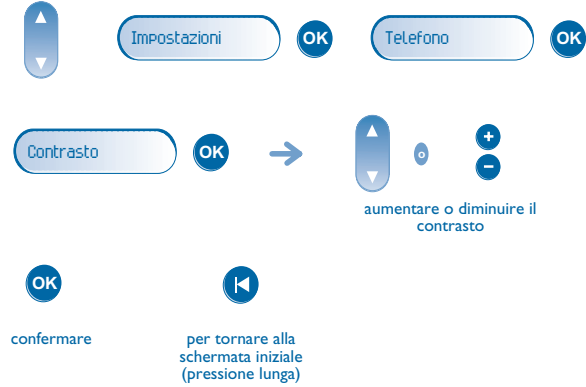 Impostazioni OK Telefono OK
Contrasto OK o + −
aumentare o diminuire il
contrasto
OK
confermare
per tornare alla
schermata iniziale
(pressione lunga)